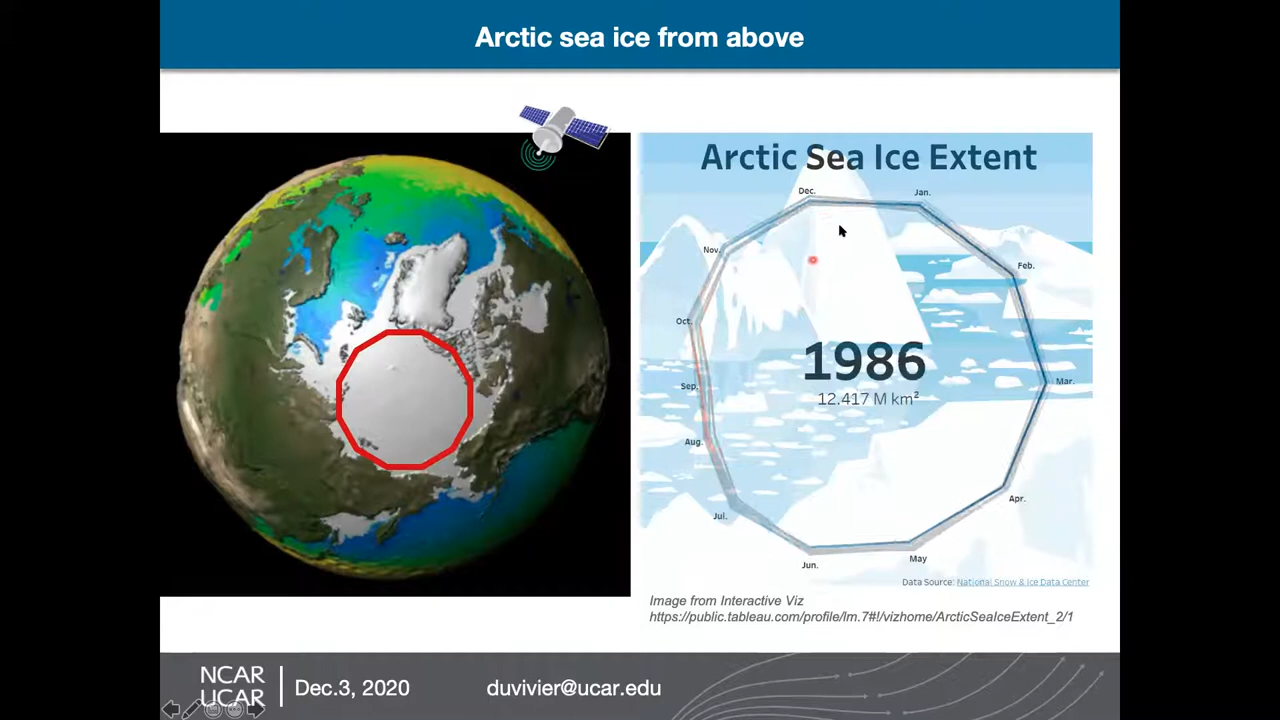 Arctic sea ice from above
Arctic Sea Ice Extent
Dec.
Jan.
Nov.
Feb.
Oct.
1986
12.417 M km²
Sep.
Mar.
Aug.
Jul.
Apr.
Jun.
May
Data Source: National Snow & Ice Data Center
Image from Interactive Viz
https://public.tableau.com/profile/lm.7#!/vizhome/ArcticSeaIceExtent_2/1
NCAR
UCAR
Dec.3, 2020
duvivier@ucar.edu